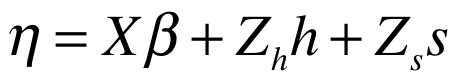 η = Xβ + Z_h h + Z_s s